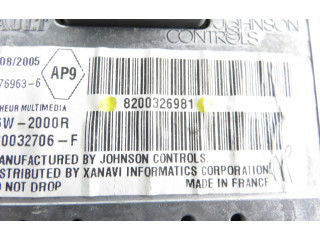 JOHNSON
CONTROLS
08/2005
76963-6
AP9
HEUR MULTIMEDIA
8200326981
W-2000R
0032706-F
MANUFACTURED BY JOHNSON CONTROLS.
DISTRIBUTED BY XANAVI INFORMATICS CORPORATION
DO NOT DROP
MADE IN FRANCE